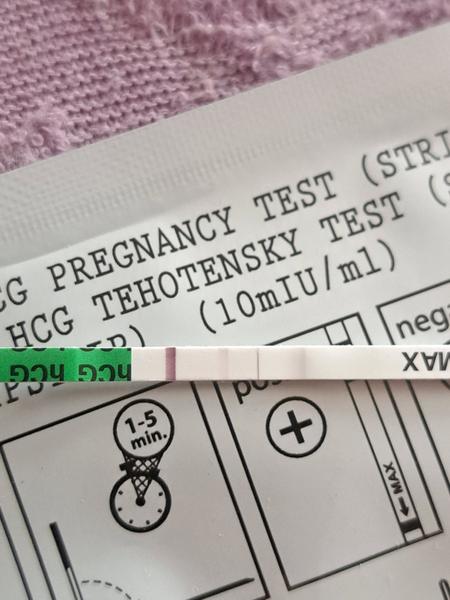 CG PREGNANCY TEST (STRI
HCG TEHOTENSKY TEST (S
(10mIU/ml)
hCG hCG
MAX
neg
1-5
min.
MAX